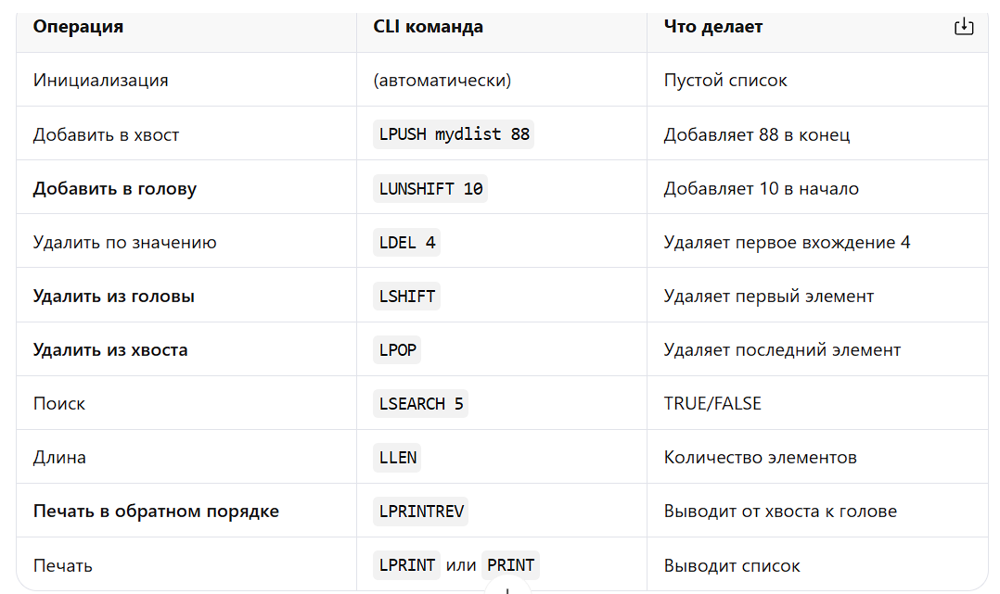 Операция CLI команда Что делает
Инициализация (автоматически) Пустой список
Добавить в хвост LPUSH mydlist 88 Добавляет 88 в конец
Добавить в голову LUNSHIFT 10 Добавляет 10 в начало
Удалить по значению LDEL 4 Удаляет первое вхождение 4
Удалить из головы LSHIFT Удаляет первый элемент
Удалить из хвоста LPOP Удаляет последний элемент
Поиск LSEARCH 5 TRUE/FALSE
Длина LLEN Количество элементов
Печать в обратном порядке LPRINTREV Выводит от хвоста к голове
Печать LPRINT или PRINT Выводит список